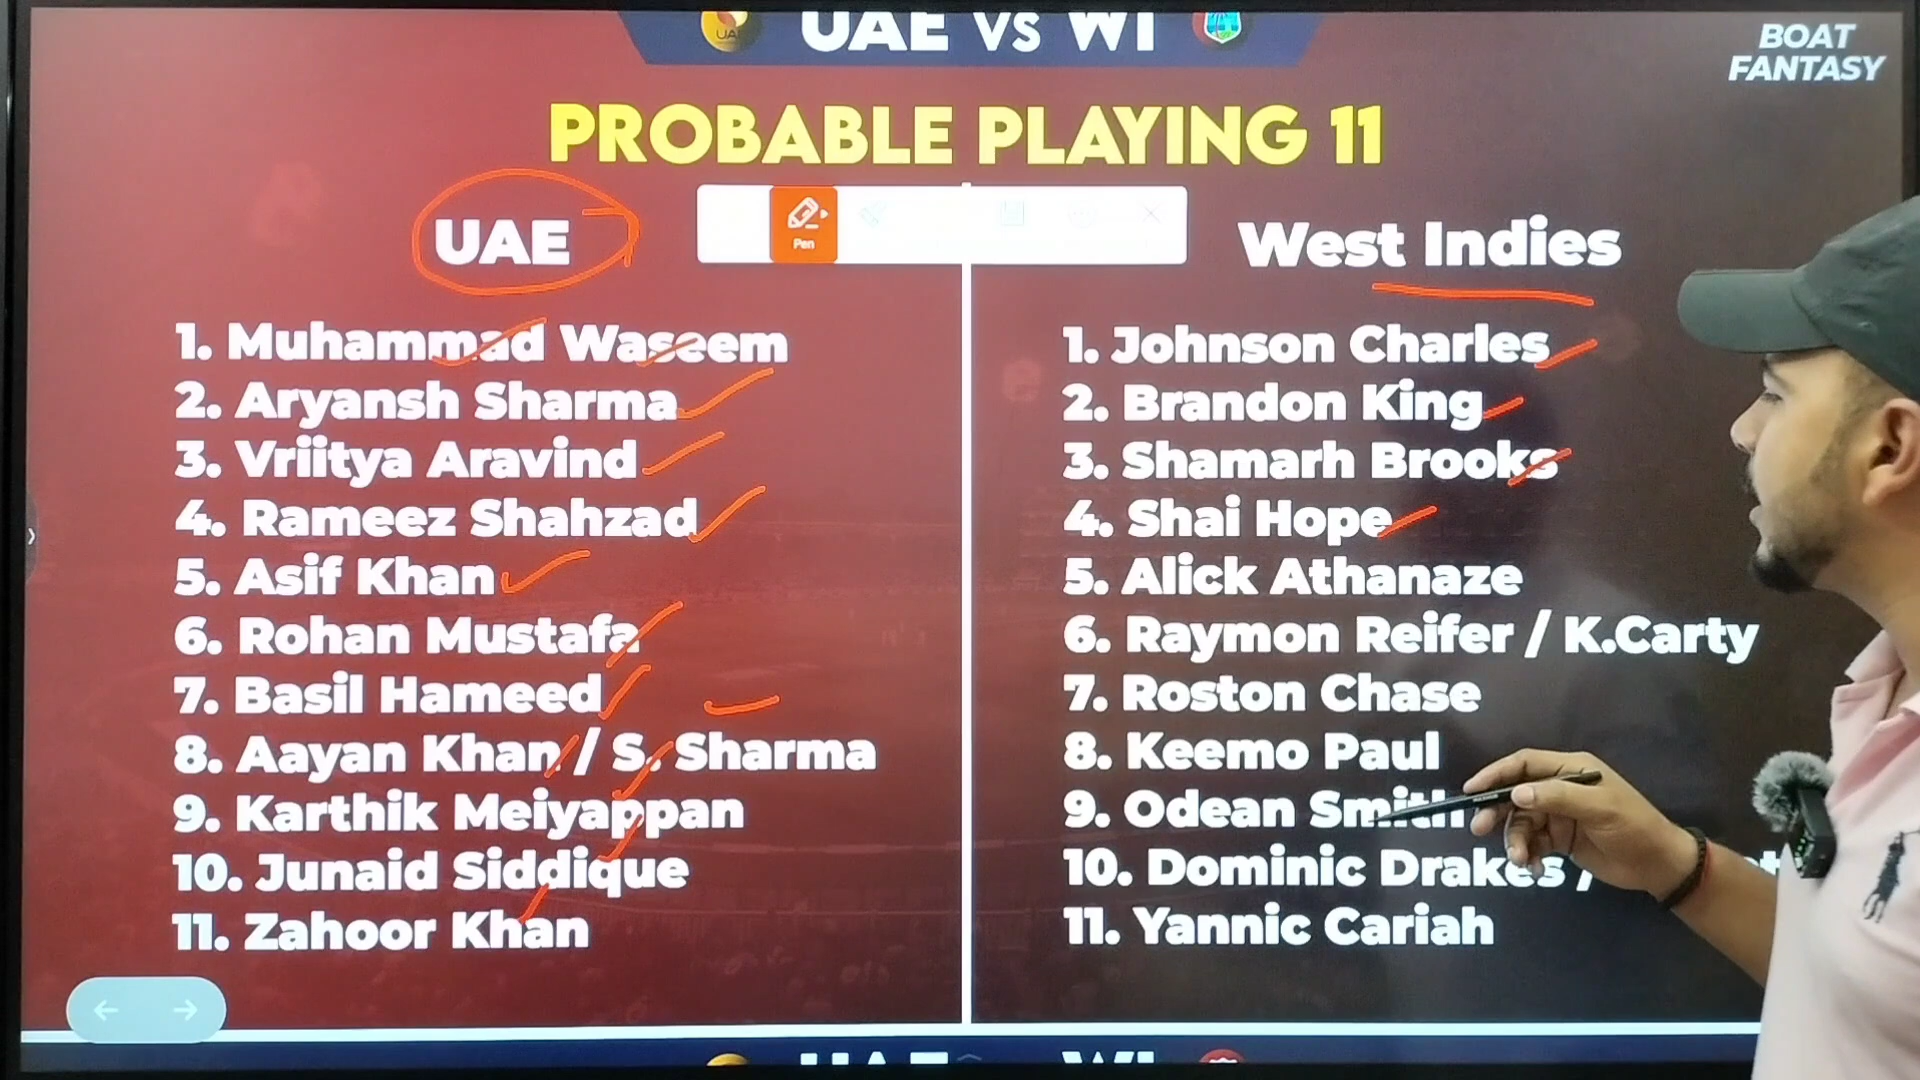 UAE VS WI
BOAT
FANTASY
PROBABLE PLAYING 11
Pen
UAE
1. Muhammad Waseem
2. Aryansh Sharma
3. Vriitya Aravind
4. Rameez Shahzad
5. Asif Khan
6. Rohan Mustafa
7. Basil Hameed
8. Aayan Khan / S. Sharma
9. Karthik Meiyappan
10. Junaid Siddique
11. Zahoor Khan
West Indies
1. Johnson Charles
2. Brandon King
3. Shamarh Brooks
4. Shai Hope
5. Alick Athanaze
6. Raymon Reifer / K.Carty
7. Roston Chase
8. Keemo Paul
9. Odean Smith
10. Dominic Drakes /
11. Yannic Cariah